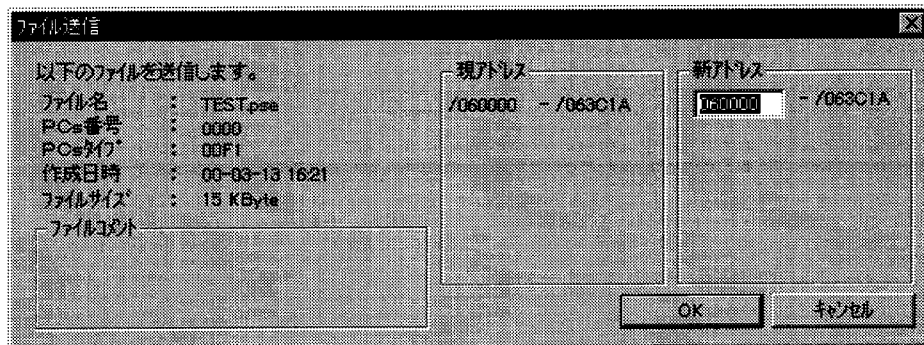 ファイル送信
以下のファイルを送信します。
ファイル名 : TEST.pse
PCs番号 : 0000
PCsタイプ : 00F1
作成日時 : 00-03-13 16:21
ファイルサイズ : 15 KByte
ファイルコメント
現アドレス
/060000 - /063C1A
新アドレス
060000 - /063C1A
OK
キャンセル